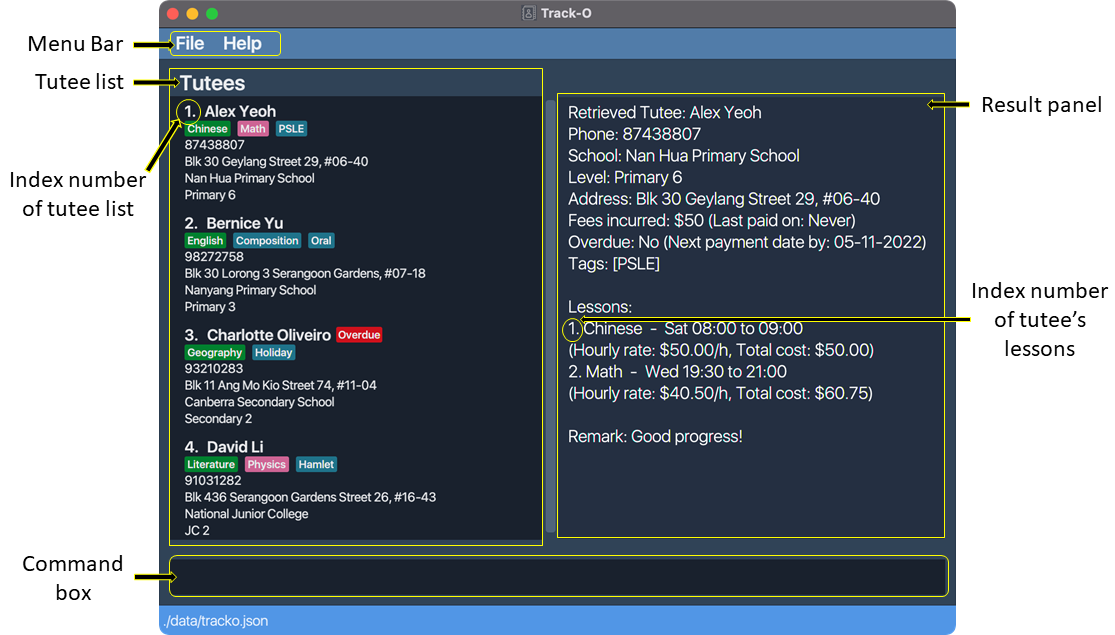 Track-O
Menu Bar
File Help
Tutee list
Tutees
1. Alex Yeoh
Chinese Math PSLE
87438807
Blk 30 Geylang Street 29, #06-40
Nan Hua Primary School
Primary 6
Index number
of tutee list
2. Bernice Yu
English Composition Oral
98272758
Blk 30 Lorong 3 Serangoon Gardens, #07-18
Nanyang Primary School
Primary 3
3. Charlotte Oliveiro Overdue
Geography Holiday
93210283
Blk 11 Ang Mo Kio Street 74, #11-04
Canberra Secondary School
Secondary 2
4. David Li
Literature Physics Hamlet
91031282
Blk 436 Serangoon Gardens Street 26, #16-43
National Junior College
JC 2
Retrieved Tutee: Alex Yeoh
Phone: 87438807
School: Nan Hua Primary School
Level: Primary 6
Address: Blk 30 Geylang Street 29, #06-40
Fees incurred: $50 (Last paid on: Never)
Overdue: No (Next payment date by: 05-11-2022)
Tags: [PSLE]
Lessons:
1. Chinese - Sat 08:00 to 09:00
(Hourly rate: $50.00/h, Total cost: $50.00)
2. Math - Wed 19:30 to 21:00
(Hourly rate: $40.50/h, Total cost: $60.75)
Remark: Good progress!
Result panel
Index number
of tutee's
lessons
Command
box
./data/tracko.json